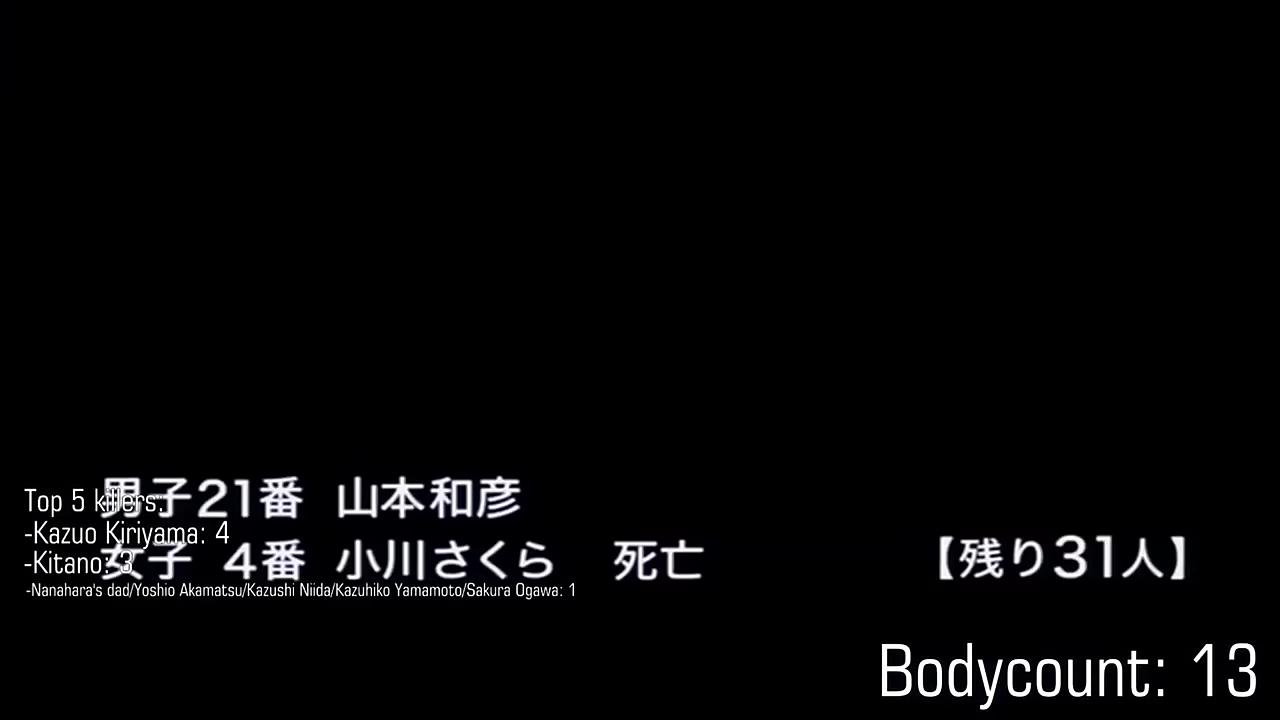 男子21番 山本和彦
Top 5 killers:
-Kazuo Kiriyama: 4
女子 4番 小川さくら 死亡 【残り31人】
-Kitano: 3
-Nanahara's dad/Yoshio Akamatsu/Kazushi Niida/Kazuhiko Yamamoto/Sakura Ogawa: 1
Bodycount: 13